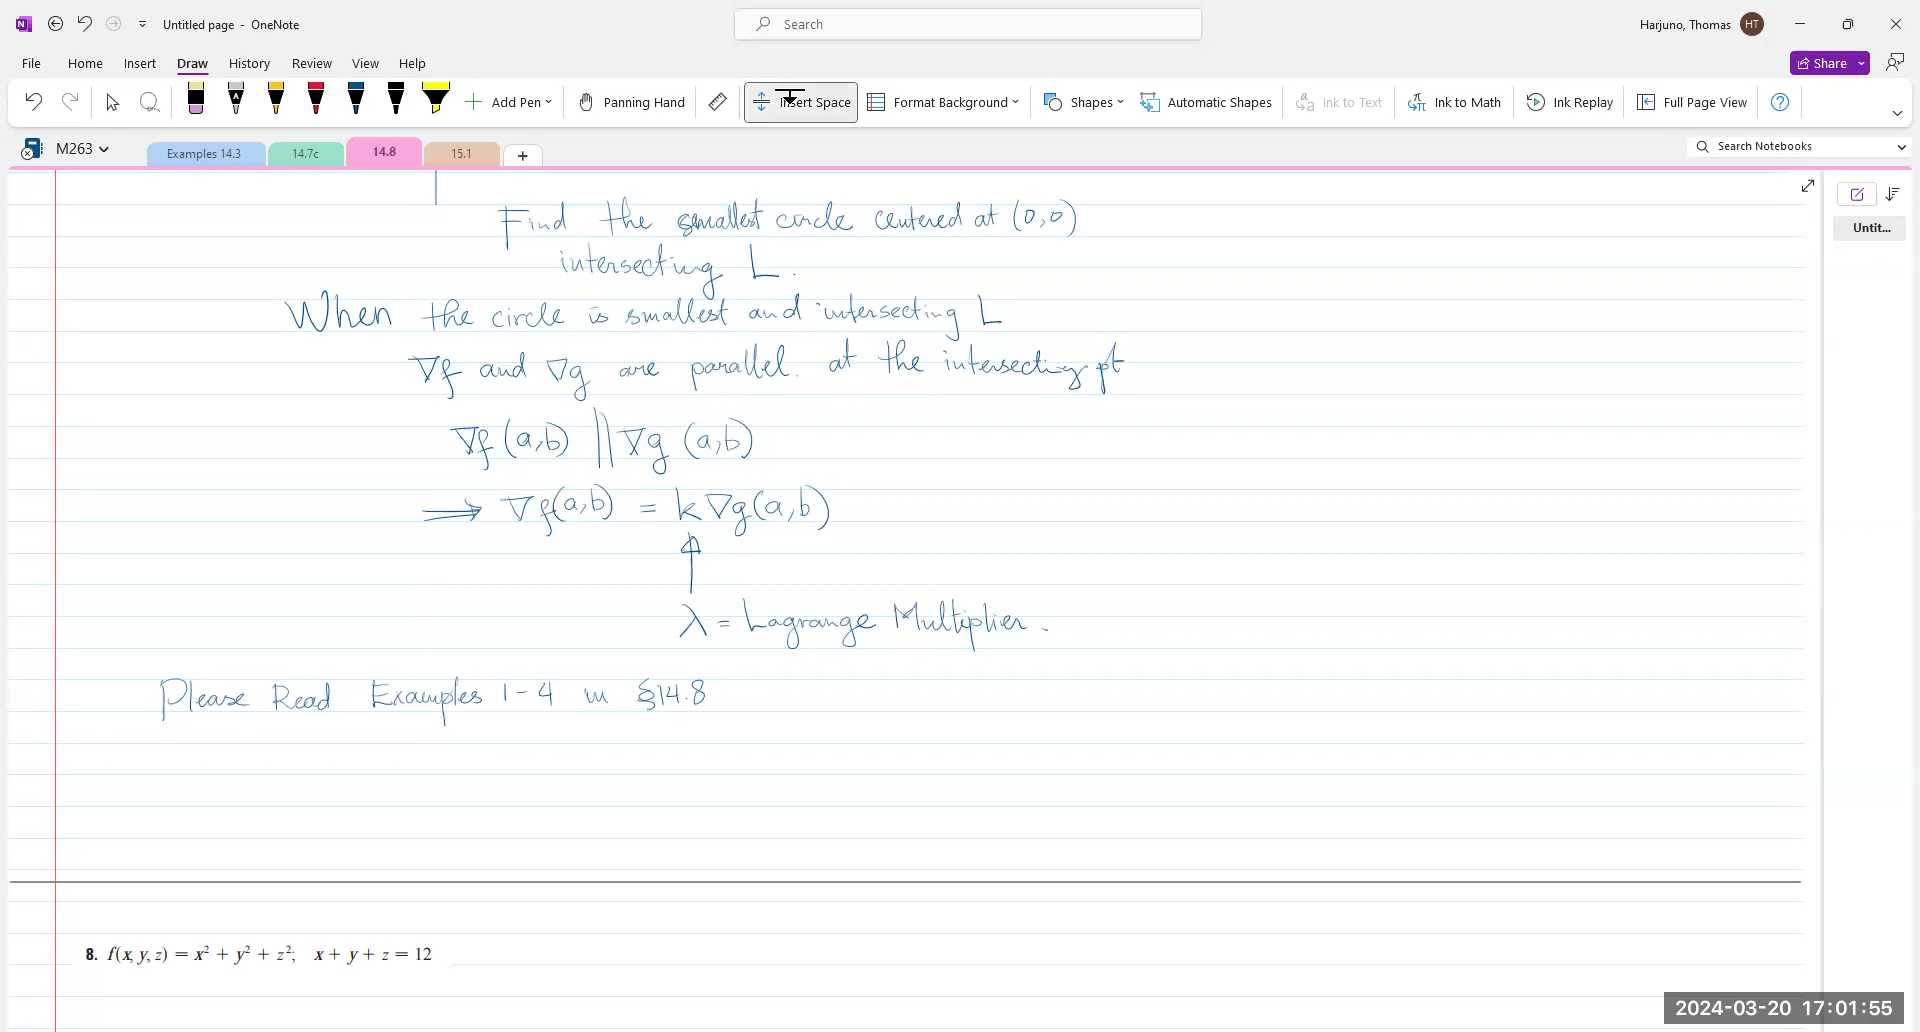 Untitled page - OneNote
Search
Harjuno, Thomas HT
File Home Insert Draw History Review View Help
Share
Add Pen Panning Hand Insert Space Format Background Shapes Automatic Shapes Ink to Text Ink to Math Ink Replay Full Page View
M263 Examples 14.3 14.7c 14.8 15.1 +
Search Notebooks
Untit...
Find the smallest circle centered at (0,0)
intersecting L.
When the circle is smallest and intersecting L
∇f and ∇g are parallel. at the intersecting pt
∇f(a,b) || ∇g(a,b)
⟹ ∇f(a,b) = k∇g(a,b)
↑
λ = Lagrange Multiplier.
Please Read Examples 1-4 in §14.8
8. f(x, y, z) = x² + y² + z²; x + y + z = 12
2024-03-20 17:01:55